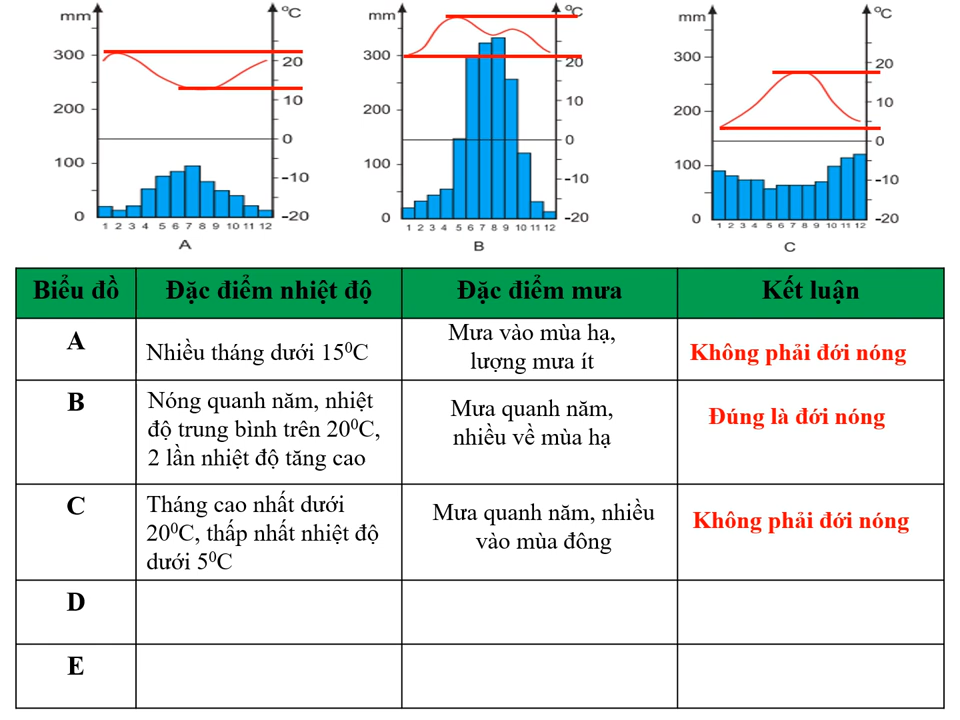 mm
°C
300
20
200
10
0
100
-10
0
-20
1 2 3 4 5 6 7 8 9 10 11 12
A
mm
°C
300
20
200
10
0
100
-10
0
-20
1 2 3 4 5 6 7 8 9 10 11 12
B
mm
°C
300
20
200
10
0
100
-10
0
-20
1 2 3 4 5 6 7 8 9 10 11 12
C
Biểu đồ
Đặc điểm nhiệt độ
Đặc điểm mưa
Kết luận
A
Nhiều tháng dưới 15⁰C
Mưa vào mùa hạ,
lượng mưa ít
Không phải đới nóng
B
Nóng quanh năm, nhiệt
độ trung bình trên 20⁰C,
2 lần nhiệt độ tăng cao
Mưa quanh năm,
nhiều về mùa hạ
Đúng là đới nóng
C
Tháng cao nhất dưới
20⁰C, thấp nhất nhiệt độ
dưới 5⁰C
Mưa quanh năm, nhiều
vào mùa đông
Không phải đới nóng
D
E